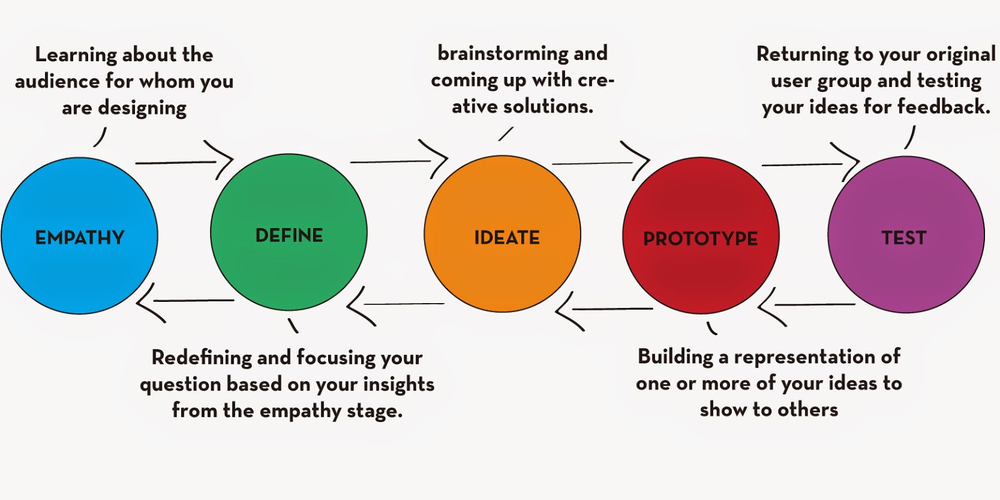 Learning about the
audience for whom you
are designing
brainstorming and
coming up with cre-
ative solutions.
Returning to your original
user group and testing
your ideas for feedback.
EMPATHY
DEFINE
IDEATE
PROTOTYPE
TEST
Redefining and focusing your
question based on your insights
from the empathy stage.
Building a representation of
one or more of your ideas to
show to others